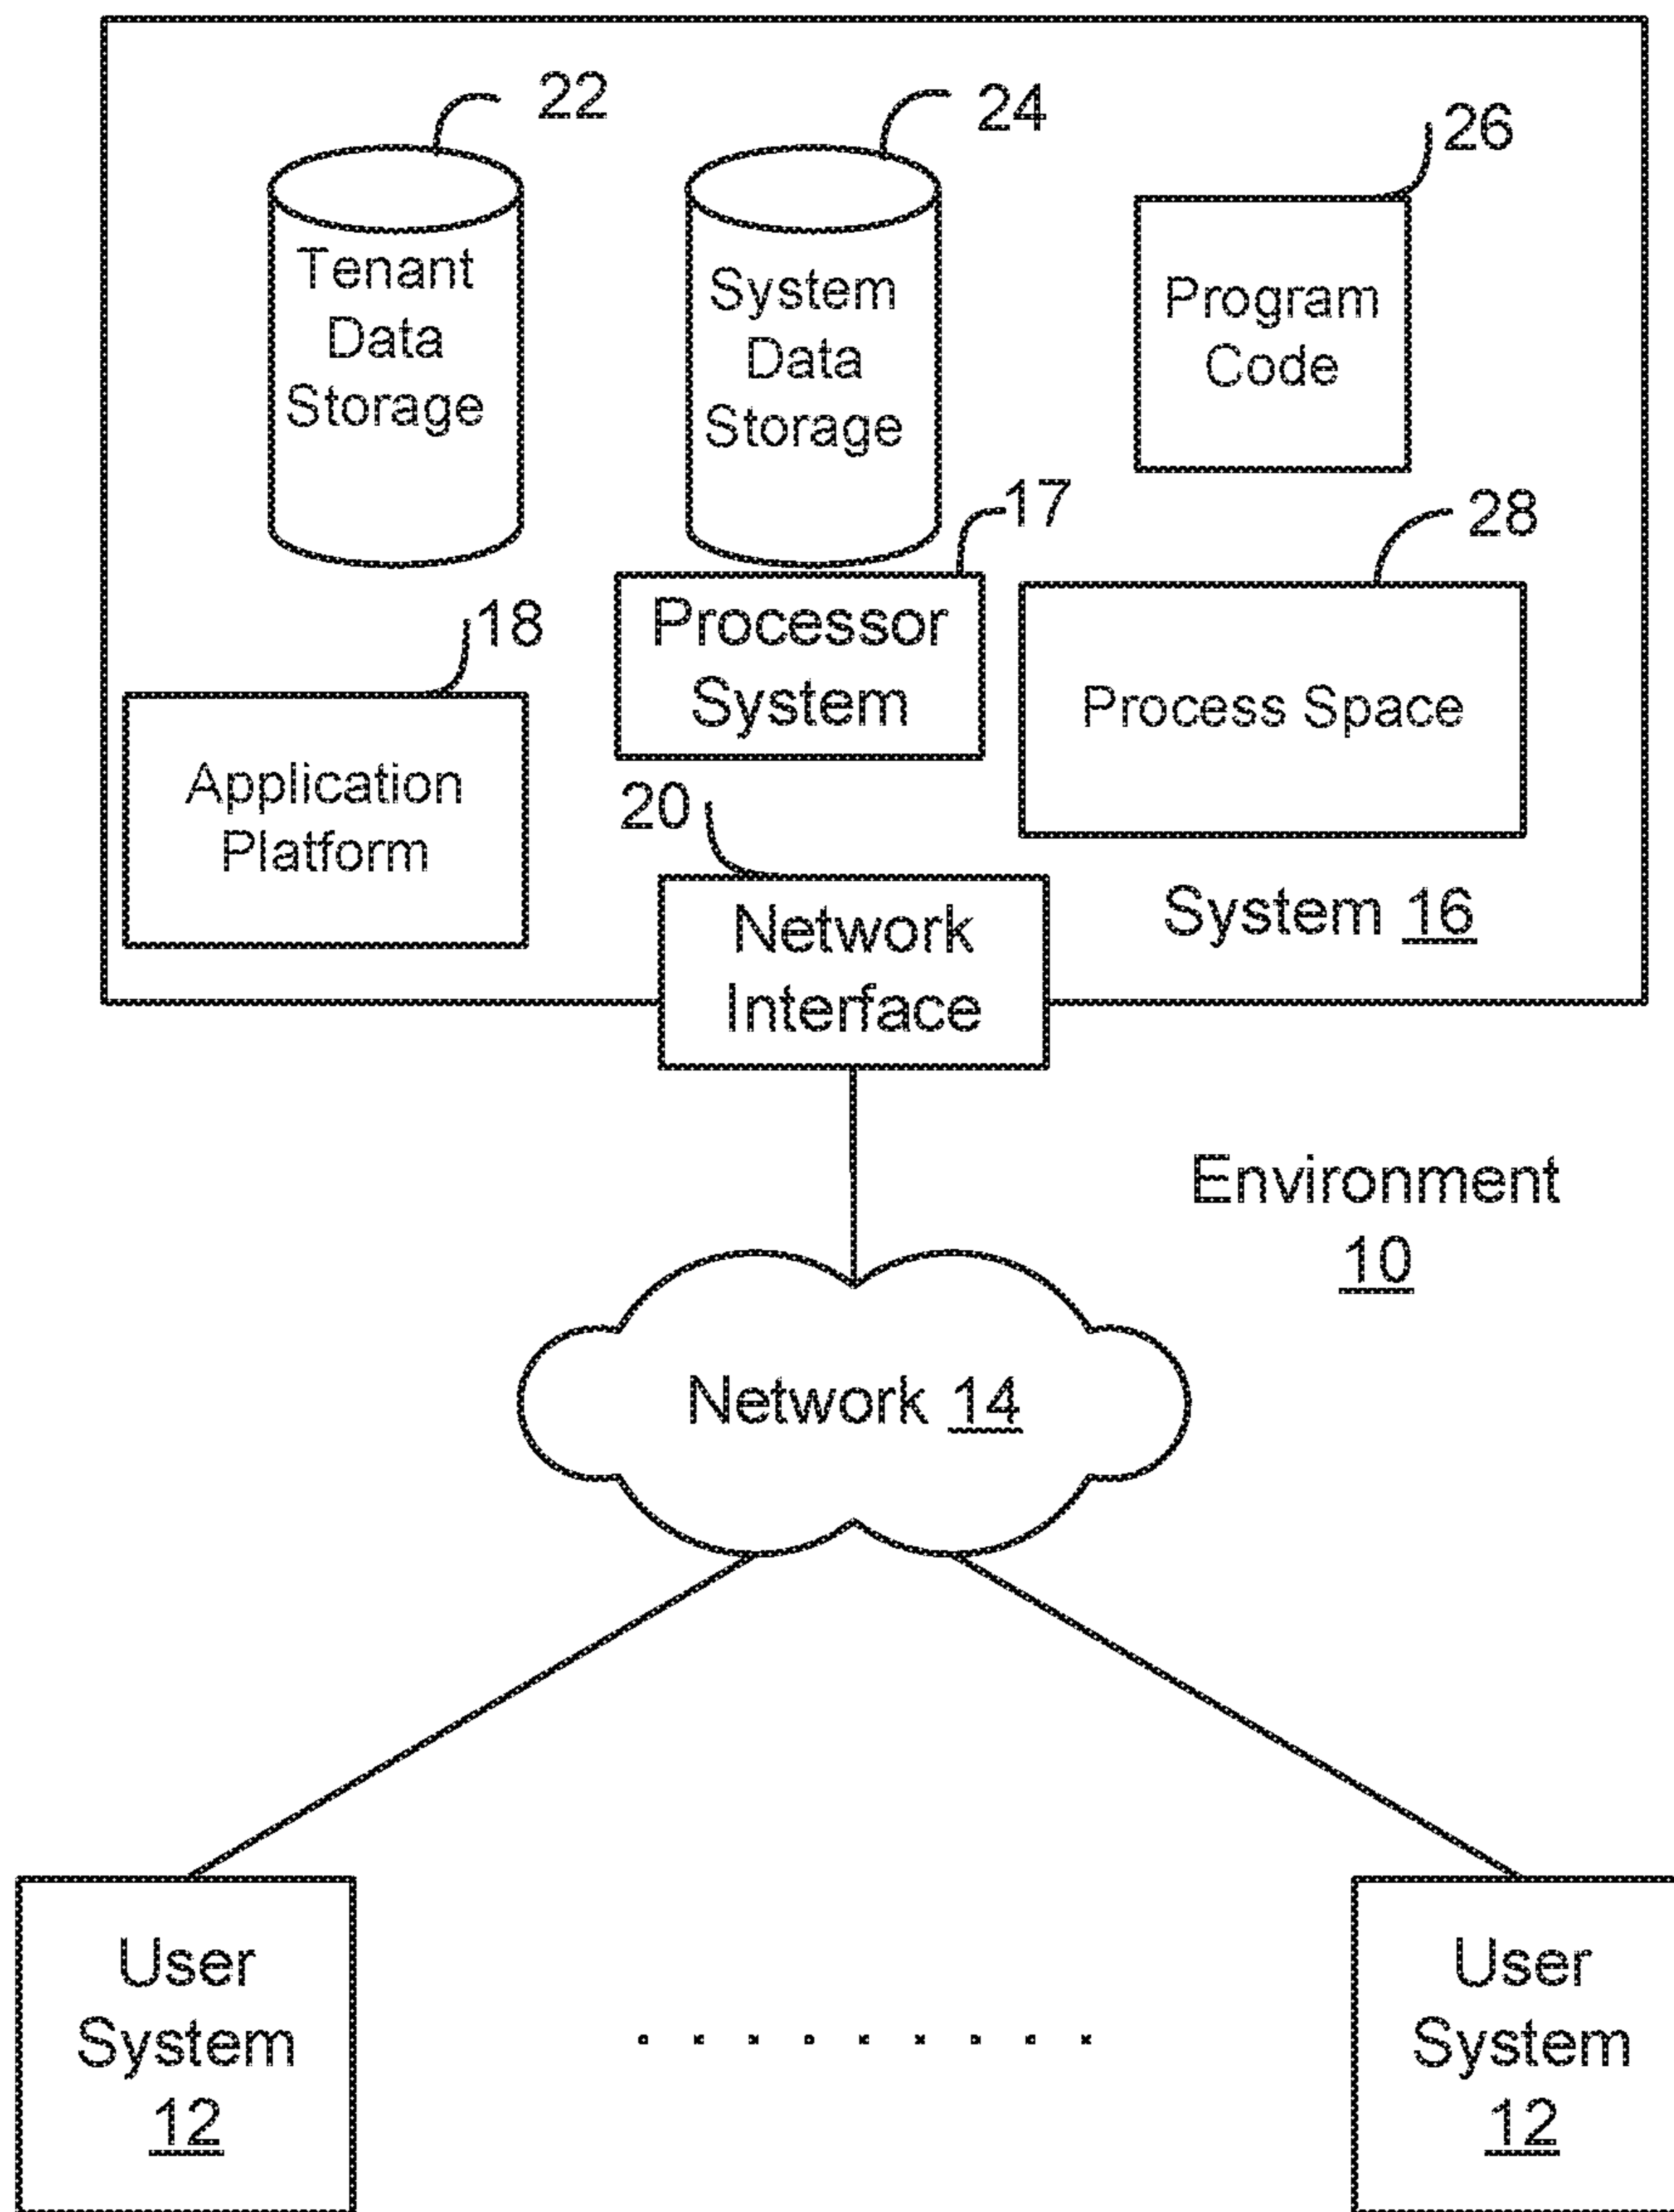 22
24
26
Tenant
Data
Storage
System
Data
Storage
Program
Code
17
28
18
Processor
System
Process Space
Application
Platform
20
Network
Interface
System 16
Environment
10
Network 14
User
System
12
User
System
12